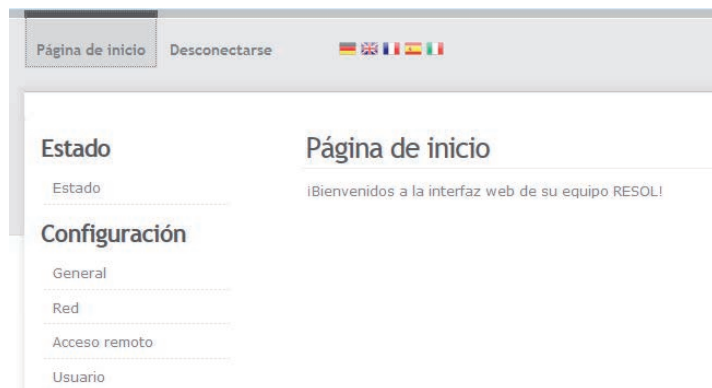 Página de inicio Desconectarse
Estado
Estado
Configuración
General
Red
Acceso remoto
Usuario
Página de inicio
¡Bienvenidos a la interfaz web de su equipo RESOL!